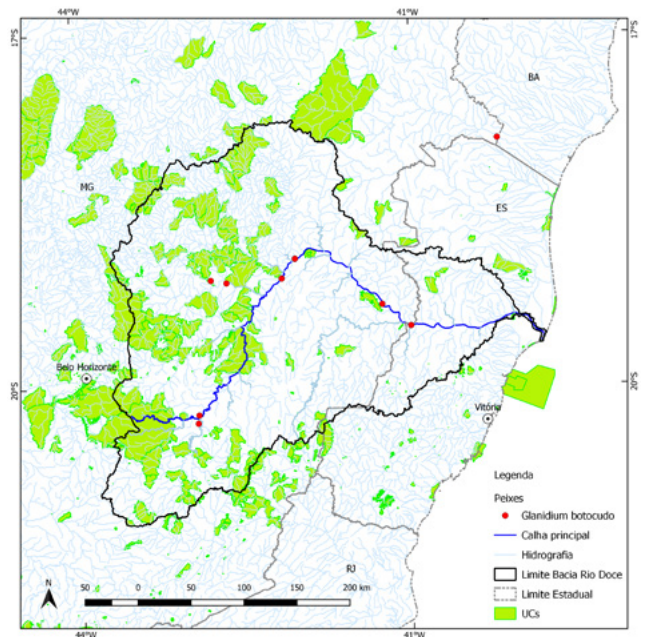 44°W
41°W
17°S
17°S
BA
MG
ES
Belo Horizonte
20°S
20°S
Vitória
Legenda
Peixes
Glanidium botocudo
Calha principal
Hidrografia
RJ
Limite Bacia Rio Doce
N
50 0 50 100 150 200 km
Limite Estadual
UCs
44°W
41°W